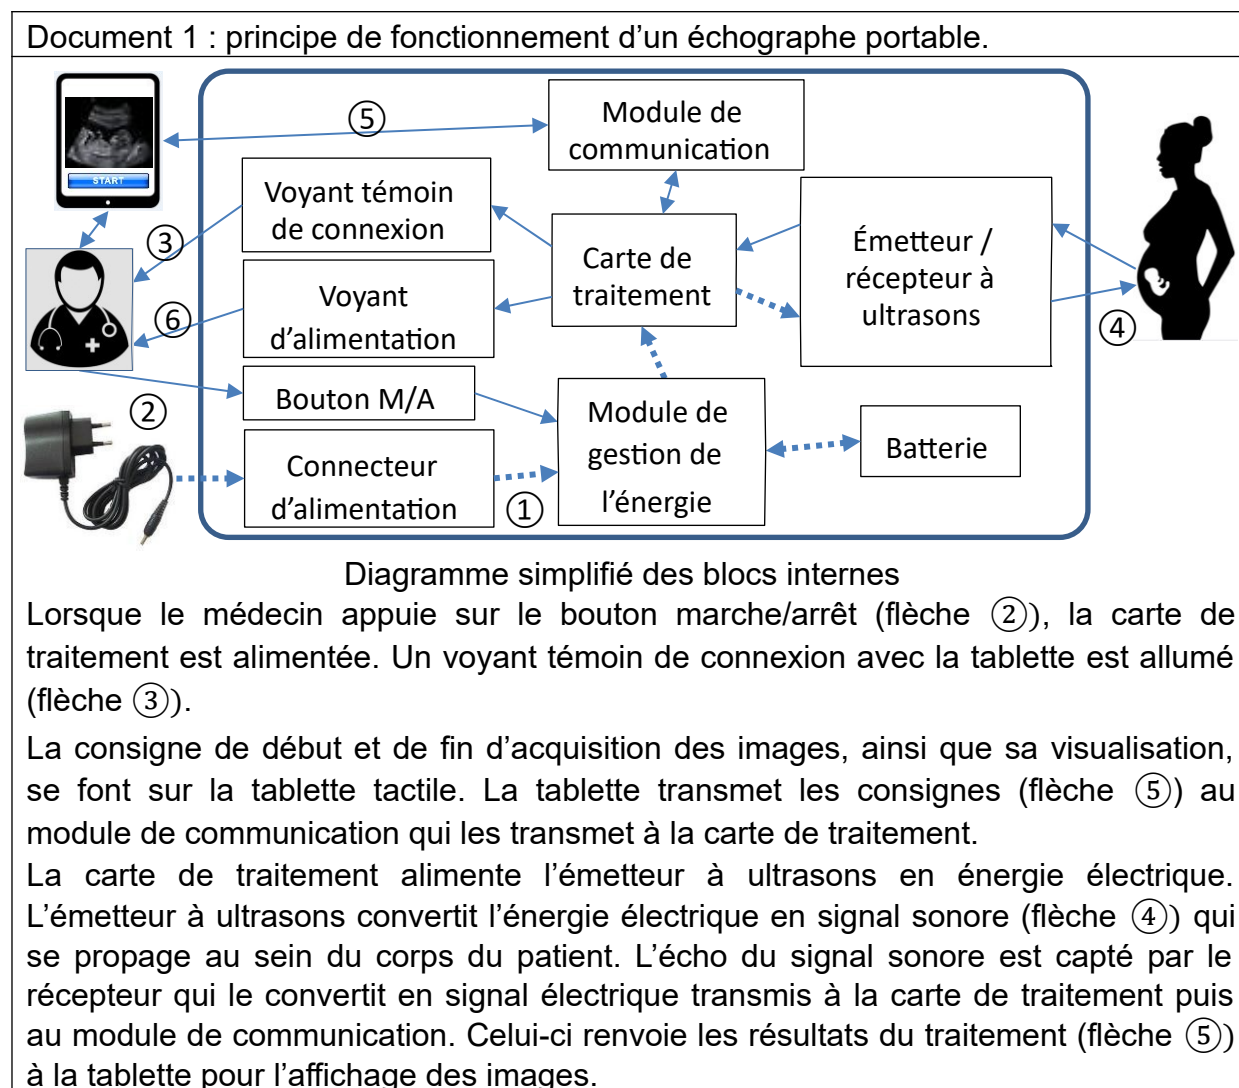 Document 1 : principe de fonctionnement d’un échographe portable.
⑤
Module de
communication
START
Voyant témoin
de connexion
③
Émetteur /
récepteur à
ultrasons
Carte de
traitement
Voyant
d’alimentation
⑥
④
Bouton M/A
②
Module de
gestion de
l’énergie
Batterie
Connecteur
d’alimentation
①
Diagramme simplifié des blocs internes
Lorsque le médecin appuie sur le bouton marche/arrêt (flèche ②), la carte de
traitement est alimentée. Un voyant témoin de connexion avec la tablette est allumé
(flèche ③).
La consigne de début et de fin d’acquisition des images, ainsi que sa visualisation,
se font sur la tablette tactile. La tablette transmet les consignes (flèche ⑤) au
module de communication qui les transmet à la carte de traitement.
La carte de traitement alimente l’émetteur à ultrasons en énergie électrique.
L’émetteur à ultrasons convertit l’énergie électrique en signal sonore (flèche ④) qui
se propage au sein du corps du patient. L’écho du signal sonore est capté par le
récepteur qui le convertit en signal électrique transmis à la carte de traitement puis
au module de communication. Celui-ci renvoie les résultats du traitement (flèche ⑤)
à la tablette pour l’affichage des images.